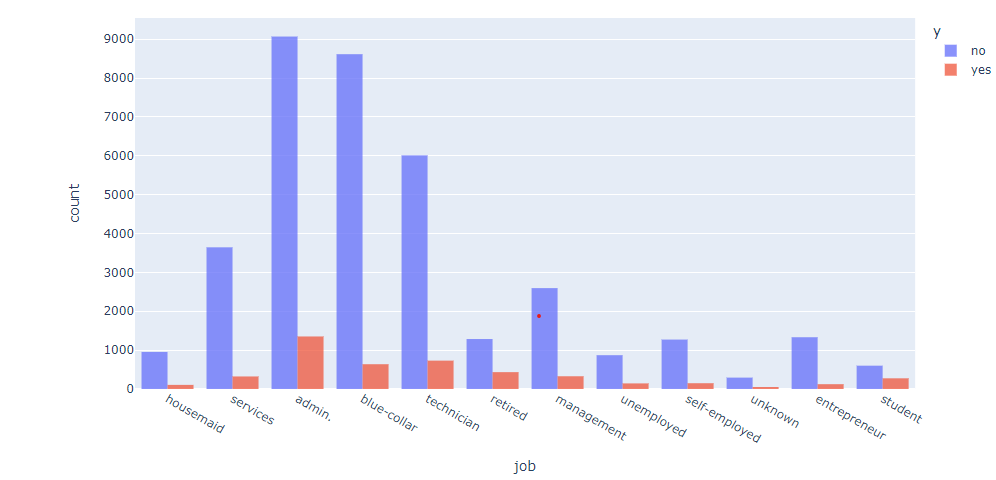 y
no
yes
9000
8000
7000
6000
5000
4000
3000
2000
1000
0
count
housemaid
services
admin.
blue-collar
technician
retired
management
unemployed
self-employed
unknown
entrepreneur
student
job